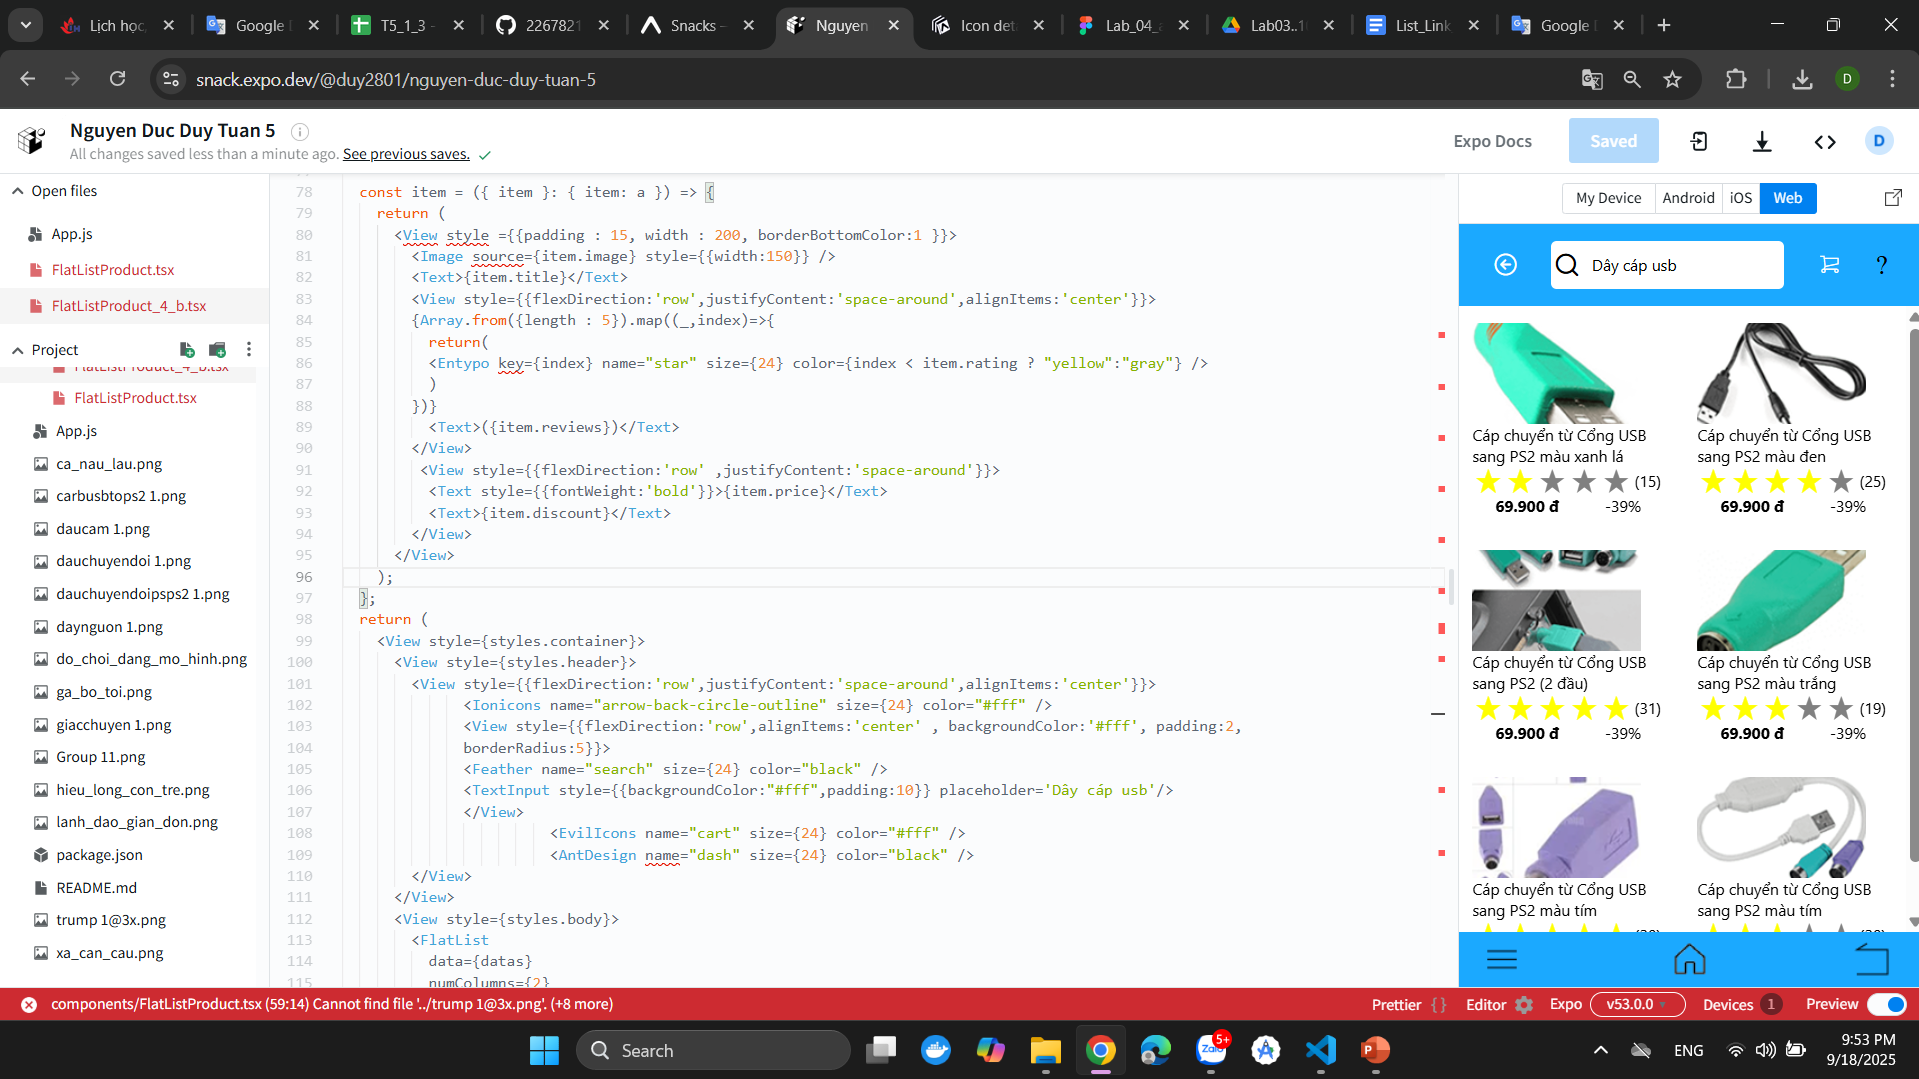 Lịch học,
Google
T5_1_3 -
2267821
Snacks -
Nguyen
Icon det
Lab_04_
Lab03..1
List_Link
Google
snack.expo.dev/@duy2801/nguyen-duc-duy-tuan-5
D
Nguyen Duc Duy Tuan 5
All changes saved less than a minute ago. See previous saves.
Expo Docs
Saved
D
Open files
App.js
FlatListProduct.tsx
FlatListProduct_4_b.tsx
Project
FlatListProduct_4_b.tsx
FlatListProduct.tsx
App.js
ca_nau_lau.png
carbusbtops2 1.png
daucam 1.png
dauchuyendoi 1.png
dauchuyendoipsps2 1.png
daynguon 1.png
do_choi_dang_mo_hinh.png
ga_bo_toi.png
giacchuyen 1.png
Group 11.png
hieu_long_con_tre.png
lanh_dao_gian_don.png
package.json
README.md
trump 1@3x.png
xa_can_cau.png
78 const item = ({ item }: { item: a }) => {
79 return (
80 <View style ={{padding : 15, width : 200, borderBottomColor:1 }}>
81 <Image source={item.image} style={{width:150}} />
82 <Text>{item.title}</Text>
83 <View style={{flexDirection:'row',justifyContent:'space-around',alignItems:'center'}}>
84 {Array.from({length : 5}).map((_,index)=>{
85 return(
86 <Entypo key={index} name="star" size={24} color={index < item.rating ? "yellow":"gray"} />
87 )
88 })}
89 <Text>({item.reviews})</Text>
90 </View>
91 <View style={{flexDirection:'row' ,justifyContent:'space-around'}}>
92 <Text style={{fontWeight:'bold'}}>{item.price}</Text>
93 <Text>{item.discount}</Text>
94 </View>
95 </View>
96 );
97 };
98 return (
99 <View style={styles.container}>
100 <View style={styles.header}>
101 <View style={{flexDirection:'row',justifyContent:'space-around',alignItems:'center'}}>
102 <Ionicons name="arrow-back-circle-outline" size={24} color="#fff" />
103 <View style={{flexDirection:'row',alignItems:'center' , backgroundColor:'#fff', padding:2,
104 borderRadius:5}}>
105 <Feather name="search" size={24} color="black" />
106 <TextInput style={{backgroundColor:"#fff",padding:10}} placeholder='Dây cáp usb'/>
107 </View>
108 <EvilIcons name="cart" size={24} color="#fff" />
109 <AntDesign name="dash" size={24} color="black" />
110 </View>
111 </View>
112 <View style={styles.body}>
113 <FlatList
114 data={datas}
115 numColumns={2}
My Device
Android
iOS
Web
Dây cáp usb
?
Cáp chuyển từ Cổng USB
sang PS2 màu xanh lá
(15)
69.900 đ -39%
Cáp chuyển từ Cổng USB
sang PS2 màu đen
(25)
69.900 đ -39%
Cáp chuyển từ Cổng USB
sang PS2 (2 đầu)
(31)
69.900 đ -39%
Cáp chuyển từ Cổng USB
sang PS2 màu trắng
(19)
69.900 đ -39%
Cáp chuyển từ Cổng USB
sang PS2 màu tím
Cáp chuyển từ Cổng USB
sang PS2 màu tím
components/FlatListProduct.tsx (59:14) Cannot find file '../trump 1@3x.png'. (+8 more)
Prettier { }
Editor
Expo
v53.0.0
Devices 1
Preview
Search
Zalo
5+
ENG
9:53 PM
9/18/2025